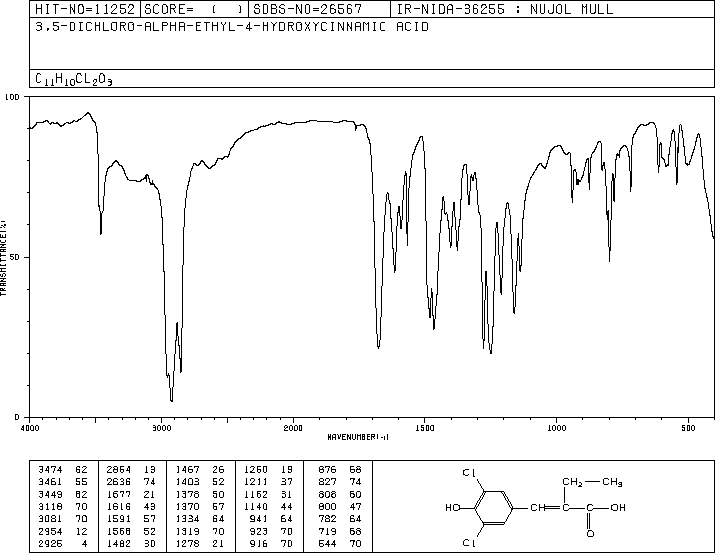 HIT-NO=11252 SCORE= ( ) SDBS-NO=26567 IR-NIDA-36255 : NUJOL MULL
3,5-DICHLORO-ALPHA-ETHYL-4-HYDROXYCINNAMIC ACID
C11H10CL2O3
100
50
0
TRANSMITTANCE(%)
4000 3000 2000 1500 1000 500
WAVENUMBER(-1)
3474 62 2854 13 1467 26 1250 19 876 68
3461 55 2636 74 1403 52 1211 37 827 74
3449 62 1677 21 1378 50 1162 31 808 60
3118 70 1616 43 1370 57 1140 44 800 47
3081 70 1591 57 1334 64 941 64 782 64
2954 12 1568 52 1319 70 923 70 719 68
2925 4 1482 30 1278 21 916 70 544 70
Cl
CH2 CH3
HO CH C C OH
O
Cl